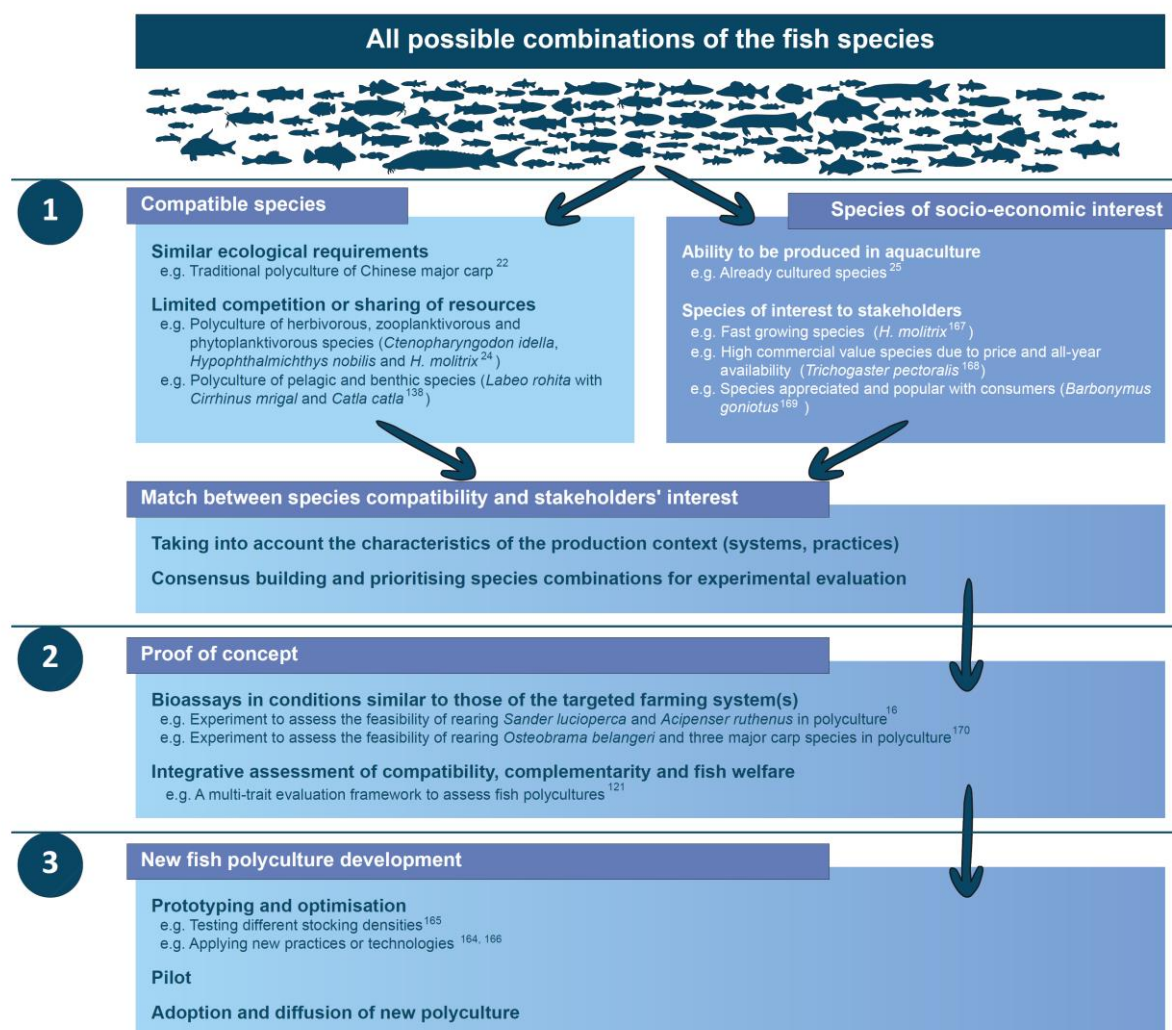 All possible combinations of the fish species
1
Compatible species
Similar ecological requirements
e.g. Traditional polyculture of Chinese major carp 22
Limited competition or sharing of resources
e.g. Polyculture of herbivorous, zooplanktivorous and
phytoplanktivorous species (Ctenopharyngodon idella,
Hypophthalmichthys nobilis and H. molitrix 24)
e.g. Polyculture of pelagic and benthic species (Labeo rohita with
Cirrhinus mrigal and Catla catla 138)
Species of socio-economic interest
Ability to be produced in aquaculture
e.g. Already cultured species 25
Species of interest to stakeholders
e.g. Fast growing species (H. molitrix 167)
e.g. High commercial value species due to price and all-year
availability (Trichogaster pectoralis 168)
e.g. Species appreciated and popular with consumers (Barbonymus
goniotus 169)
Match between species compatibility and stakeholders' interest
Taking into account the characteristics of the production context (systems, practices)
Consensus building and prioritising species combinations for experimental evaluation
2
Proof of concept
Bioassays in conditions similar to those of the targeted farming system(s)
e.g. Experiment to assess the feasibility of rearing Sander lucioperca and Acipenser ruthenus in polyculture 16
e.g. Experiment to assess the feasibility of rearing Osteobrama belangeri and three major carp species in polyculture 170
Integrative assessment of compatibility, complementarity and fish welfare
e.g. A multi-trait evaluation framework to assess fish polycultures 121
3
New fish polyculture development
Prototyping and optimisation
e.g. Testing different stocking densities 165
e.g. Applying new practices or technologies 164, 166
Pilot
Adoption and diffusion of new polyculture